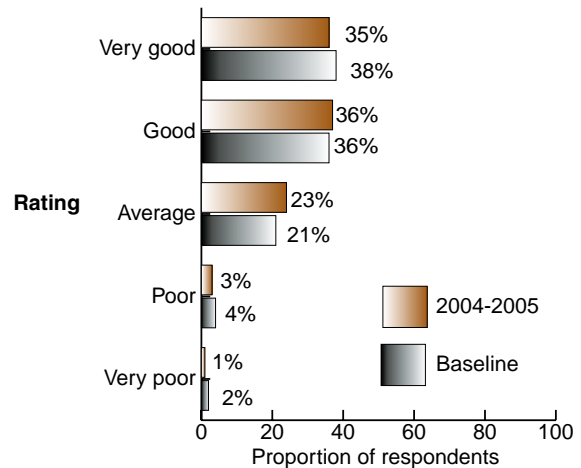 Very good
35%
38%
Good
36%
36%
Rating
Average
23%
21%
Poor
3%
4%
2004-2005
Baseline
Very poor
1%
2%
0 20 40 60 80 100
Proportion of respondents